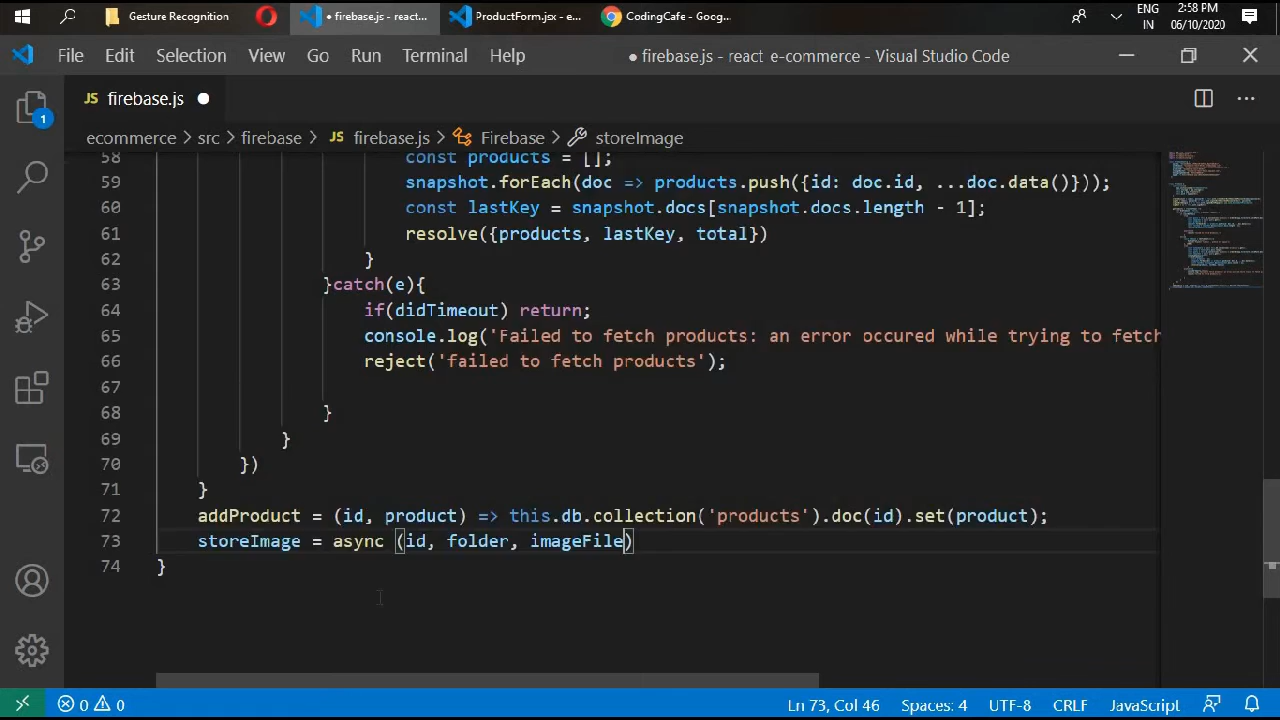 Gesture Recognition
firebase.js - react...
ProductForm.jsx - e...
CodingCafe - Goog...
ENG
IN
2:58 PM
06/10/2020
File Edit Selection View Go Run Terminal Help
● firebase.js - react e-commerce - Visual Studio Code
JS firebase.js
ecommerce > src > firebase > JS firebase.js > Firebase > storeImage
1
58 const products = [];
59 snapshot.forEach(doc => products.push({id: doc.id, ...doc.data()}));
60 const lastKey = snapshot.docs[snapshot.docs.length - 1];
61 resolve({products, lastKey, total})
62 }
63 }catch(e){
64 if(didTimeout) return;
65 console.log('Failed to fetch products: an error occured while trying to fetch
66 reject('failed to fetch products');
67
68 }
69 }
70 })
71 }
72 addProduct = (id, product) => this.db.collection('products').doc(id).set(product);
73 storeImage = async (id, folder, imageFile)
74 }
0 0 Ln 73, Col 46 Spaces: 4 UTF-8 CRLF JavaScript